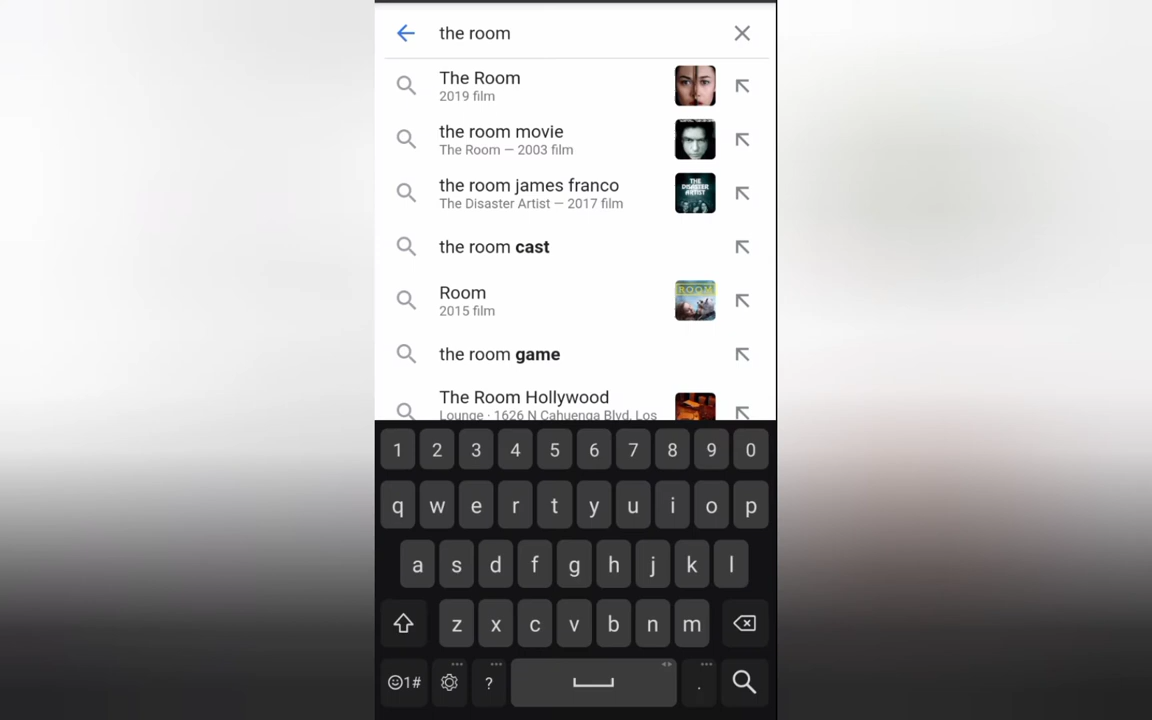 the room
The Room
2019 film
the room movie
The Room — 2003 film
the room james franco
The Disaster Artist — 2017 film
THE
DISASTER
ARTIST
the room cast
Room
2015 film
ROOM
the room game
The Room Hollywood
Lounge · 1626 N Cahuenga Blvd, Los
1 2 3 4 5 6 7 8 9 0
q w e r t y u i o p
a s d f g h j k l
z x c v b n m
1# ? .